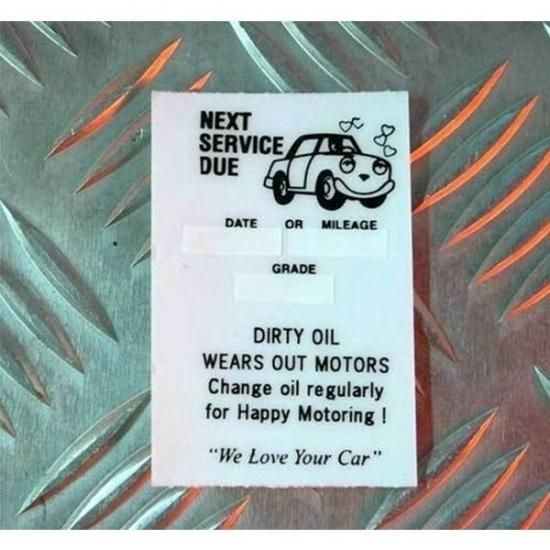 NEXT
SERVICE
DUE
DATE OR MILEAGE
GRADE
DIRTY OIL
WEARS OUT MOTORS
Change oil regularly
for Happy Motoring !
"We Love Your Car"